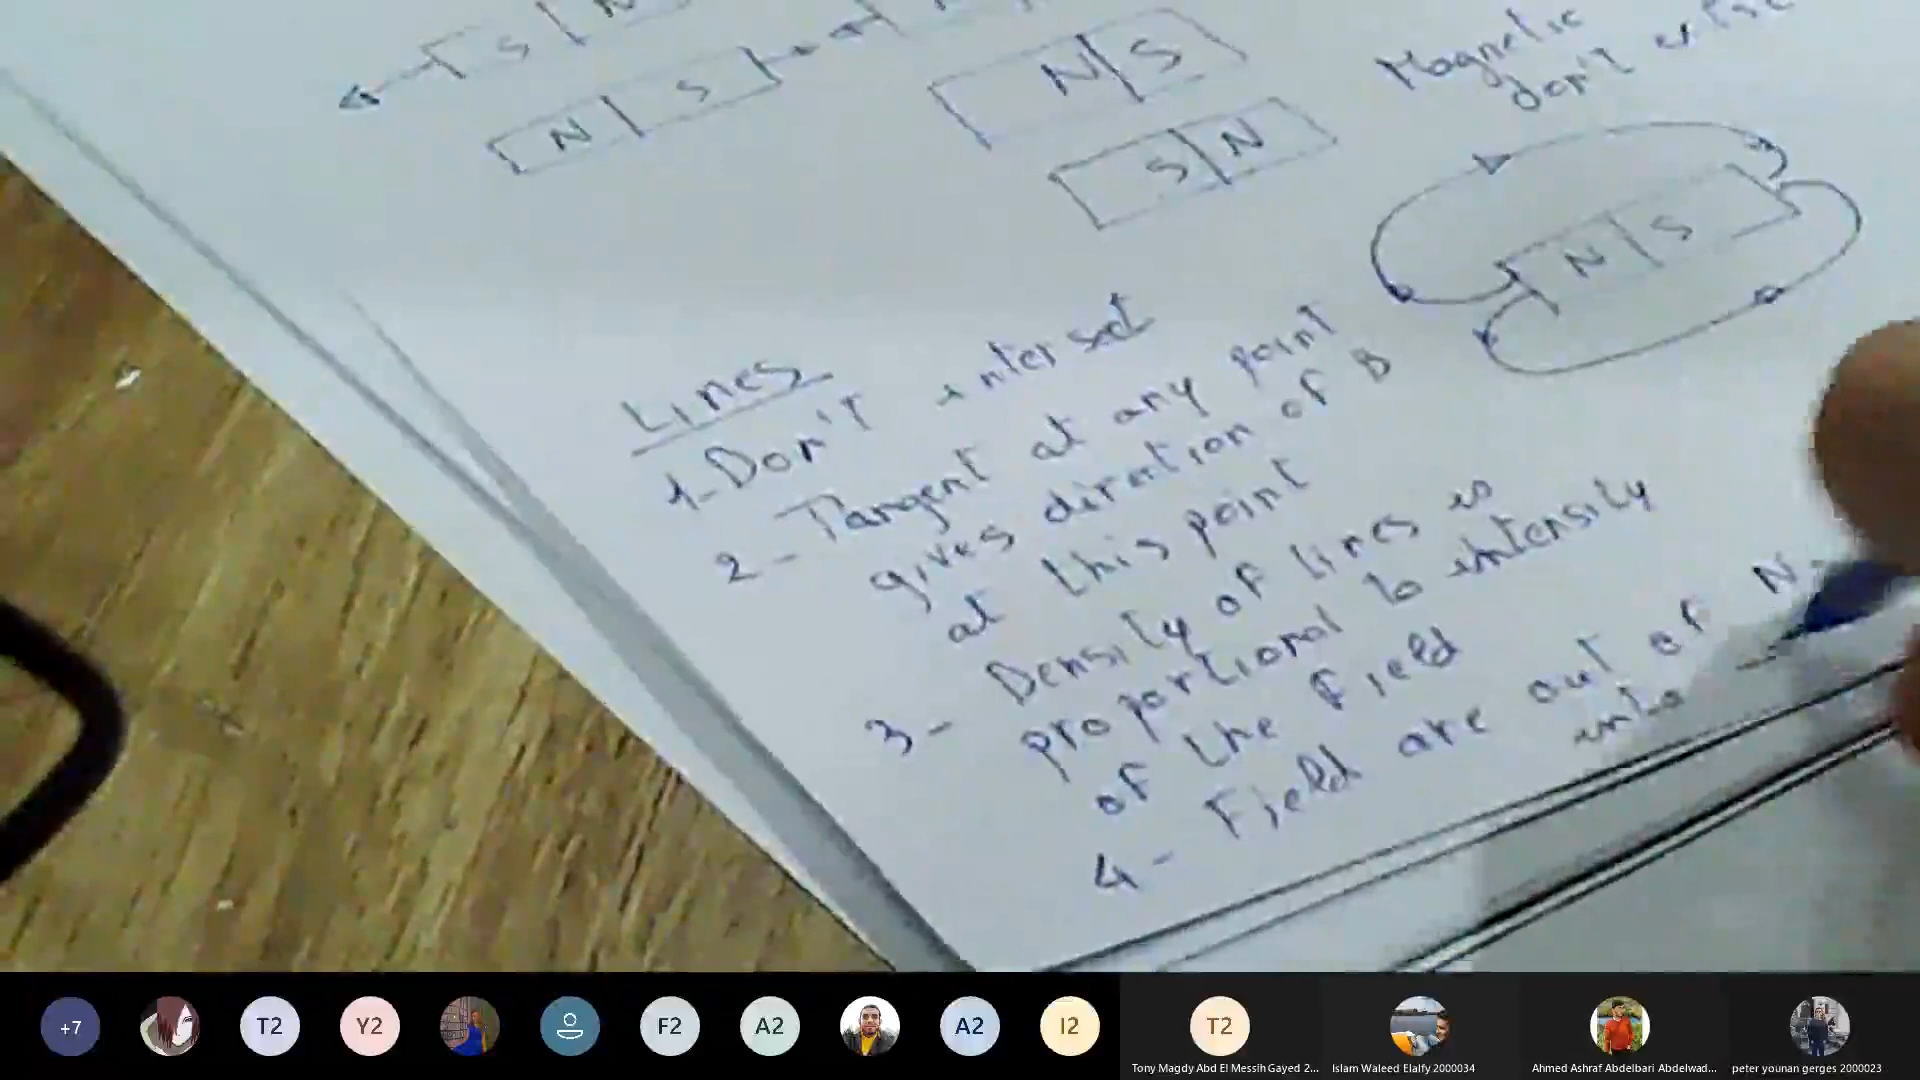 S N
N S
N S
S N
Magnetic
don't
N S
Lines
1-Don't intersect
2- Tangent at any point
gives direction of B
at this point
3- Density of lines is
proportional to intensity
of the field
4- Field are out of N
into
+7
T2
Y2
F2
A2
A2
I2
T2
Tony Magdy Abd El Messih Gayed 2...
Islam Waleed Elalfy 2000034
Ahmed Ashraf Abdelbari Abdelwad...
peter younan gerges 2000023